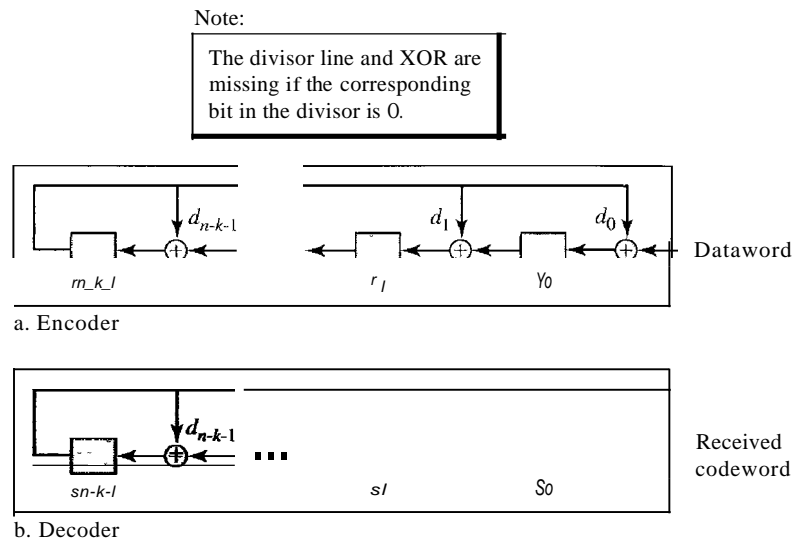 Note:
The divisor line and XOR are
missing if the corresponding
bit in the divisor is 0.
d_{n-k-1}
d_1
d_0
Dataword
rn_k_l
r_l
Yo
a. Encoder
d_{n-k-1}
...
Received
codeword
sn-k-l
sl
So
b. Decoder